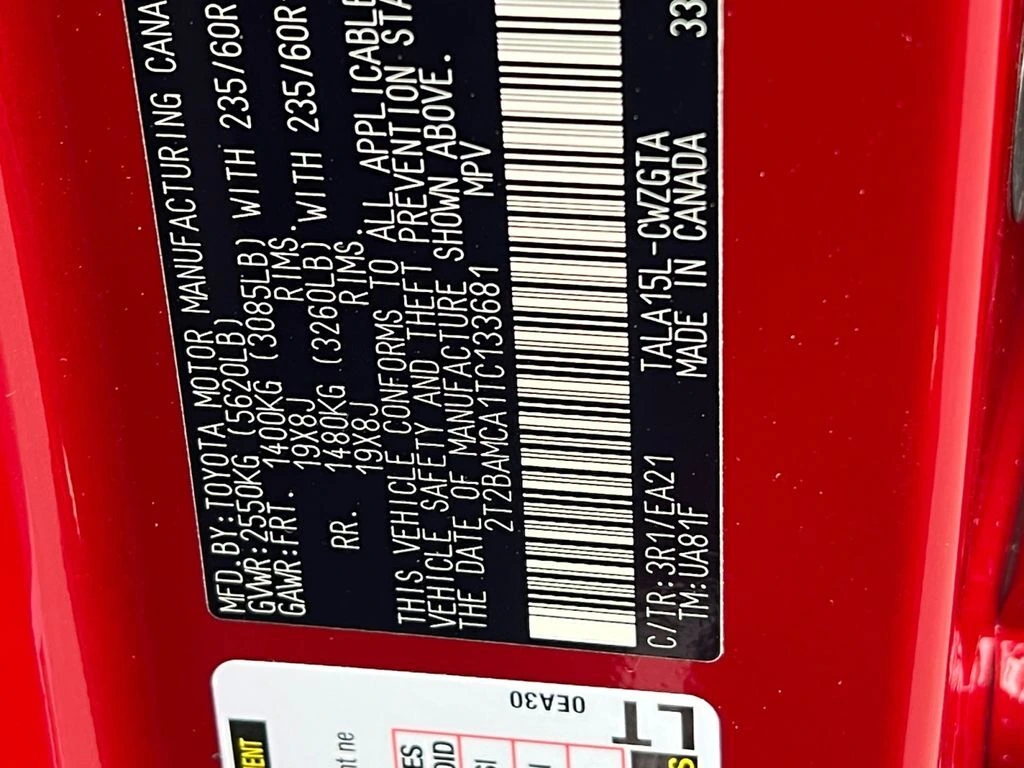 MFD.BY:TOYOTA MOTOR MANUFACTURING CANA
GVWR:2550KG (5620LB)
GAWR:FRT. 1400KG (3085LB) WITH 235/60R
19X8J RIMS.
RR. 1480KG (3260LB) WITH 235/60R
19X8J RIMS.
THIS VEHICLE CONFORMS TO ALL APPLICABLE
VEHICLE SAFETY AND THEFT PREVENTION STA
THE DATE OF MANUFACTURE SHOWN ABOVE.
2T2BAMCA1TC133681 MPV
C/TR:3R1/EA21 TALA15L-CWZGTA
TM:UA81F MADE IN CANADA 33
0EA30
LT